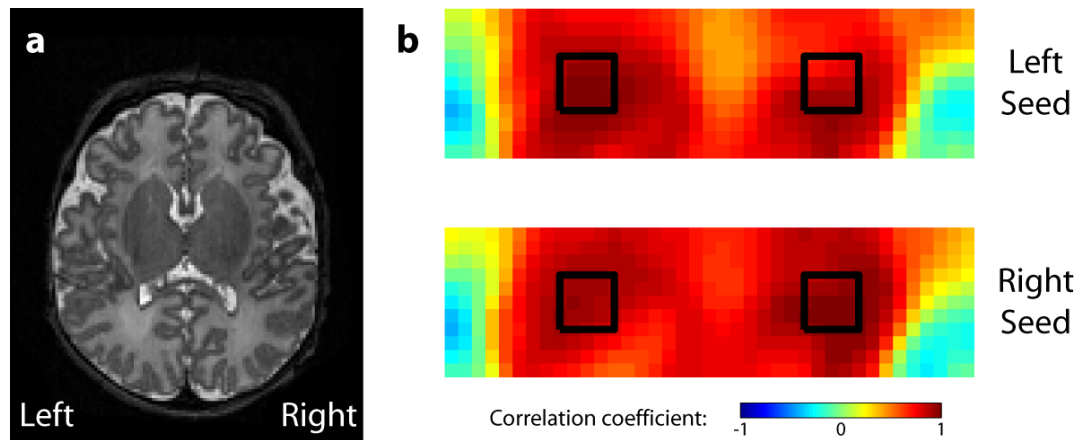 a
Left
Right
b
Left
Seed
Right
Seed
Correlation coefficient:
-1
0
1